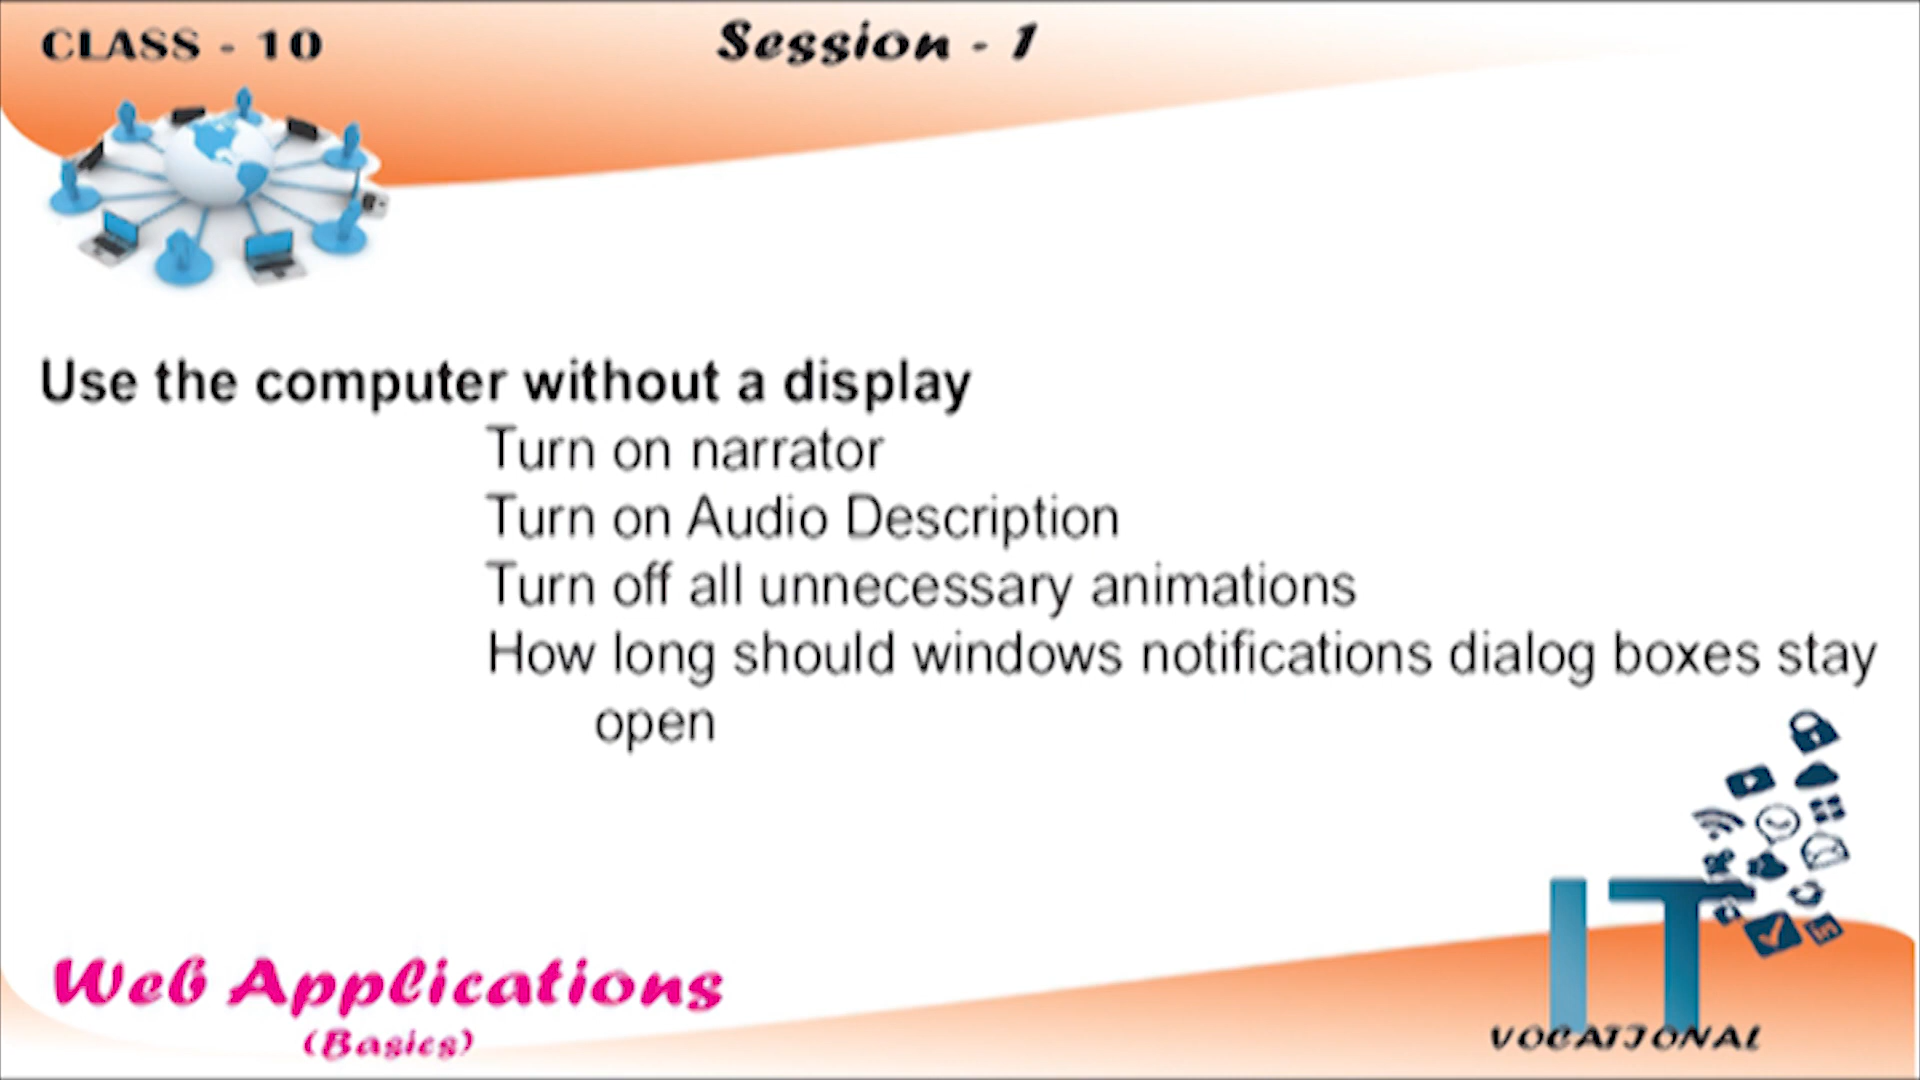 CLASS - 10
Session - 1
Use the computer without a display
Turn on narrator
Turn on Audio Description
Turn off all unnecessary animations
How long should windows notifications dialog boxes stay
open
IT
Web Applications
(Basics)
VOCATIONAL